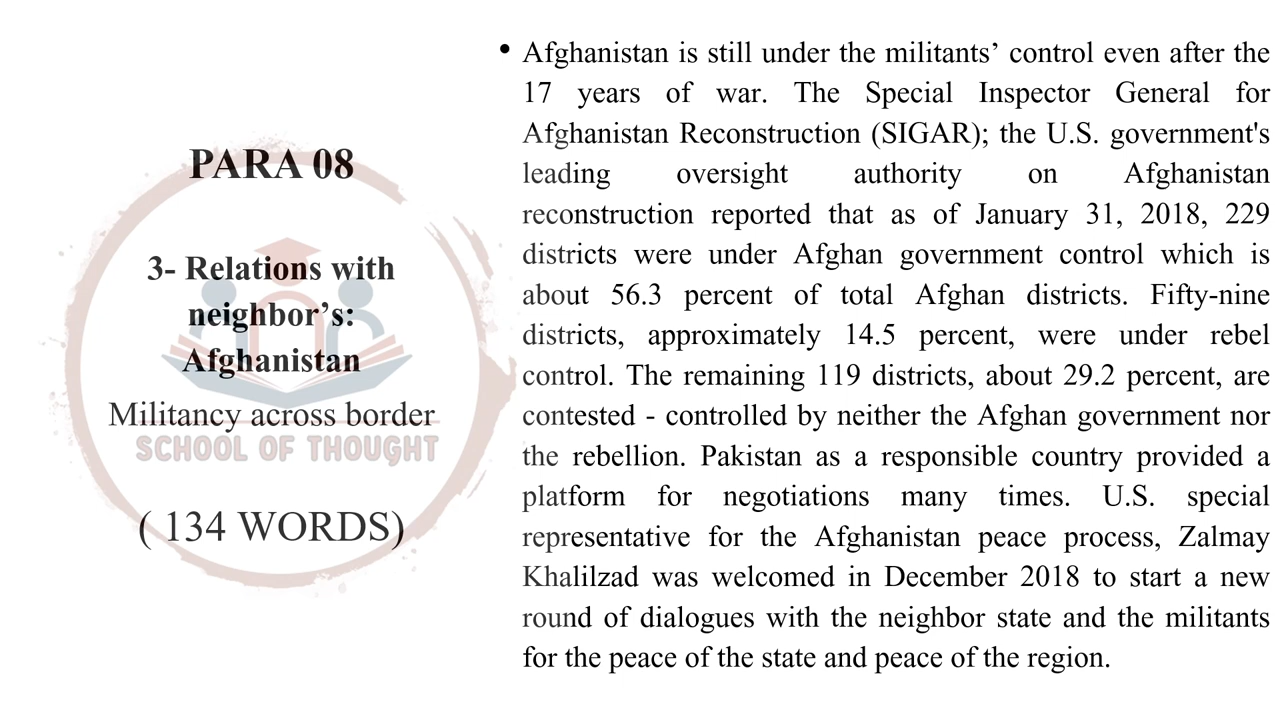 PARA 08
3- Relations with
neighbor’s:
Afghanistan
Militancy across border
SCHOOL OF THOUGHT
( 134 WORDS)
• Afghanistan is still under the militants’ control even after the
17 years of war. The Special Inspector General for
Afghanistan Reconstruction (SIGAR); the U.S. government's
leading oversight authority on Afghanistan
reconstruction reported that as of January 31, 2018, 229
districts were under Afghan government control which is
about 56.3 percent of total Afghan districts. Fifty-nine
districts, approximately 14.5 percent, were under rebel
control. The remaining 119 districts, about 29.2 percent, are
contested - controlled by neither the Afghan government nor
the rebellion. Pakistan as a responsible country provided a
platform for negotiations many times. U.S. special
representative for the Afghanistan peace process, Zalmay
Khalilzad was welcomed in December 2018 to start a new
round of dialogues with the neighbor state and the militants
for the peace of the state and peace of the region.